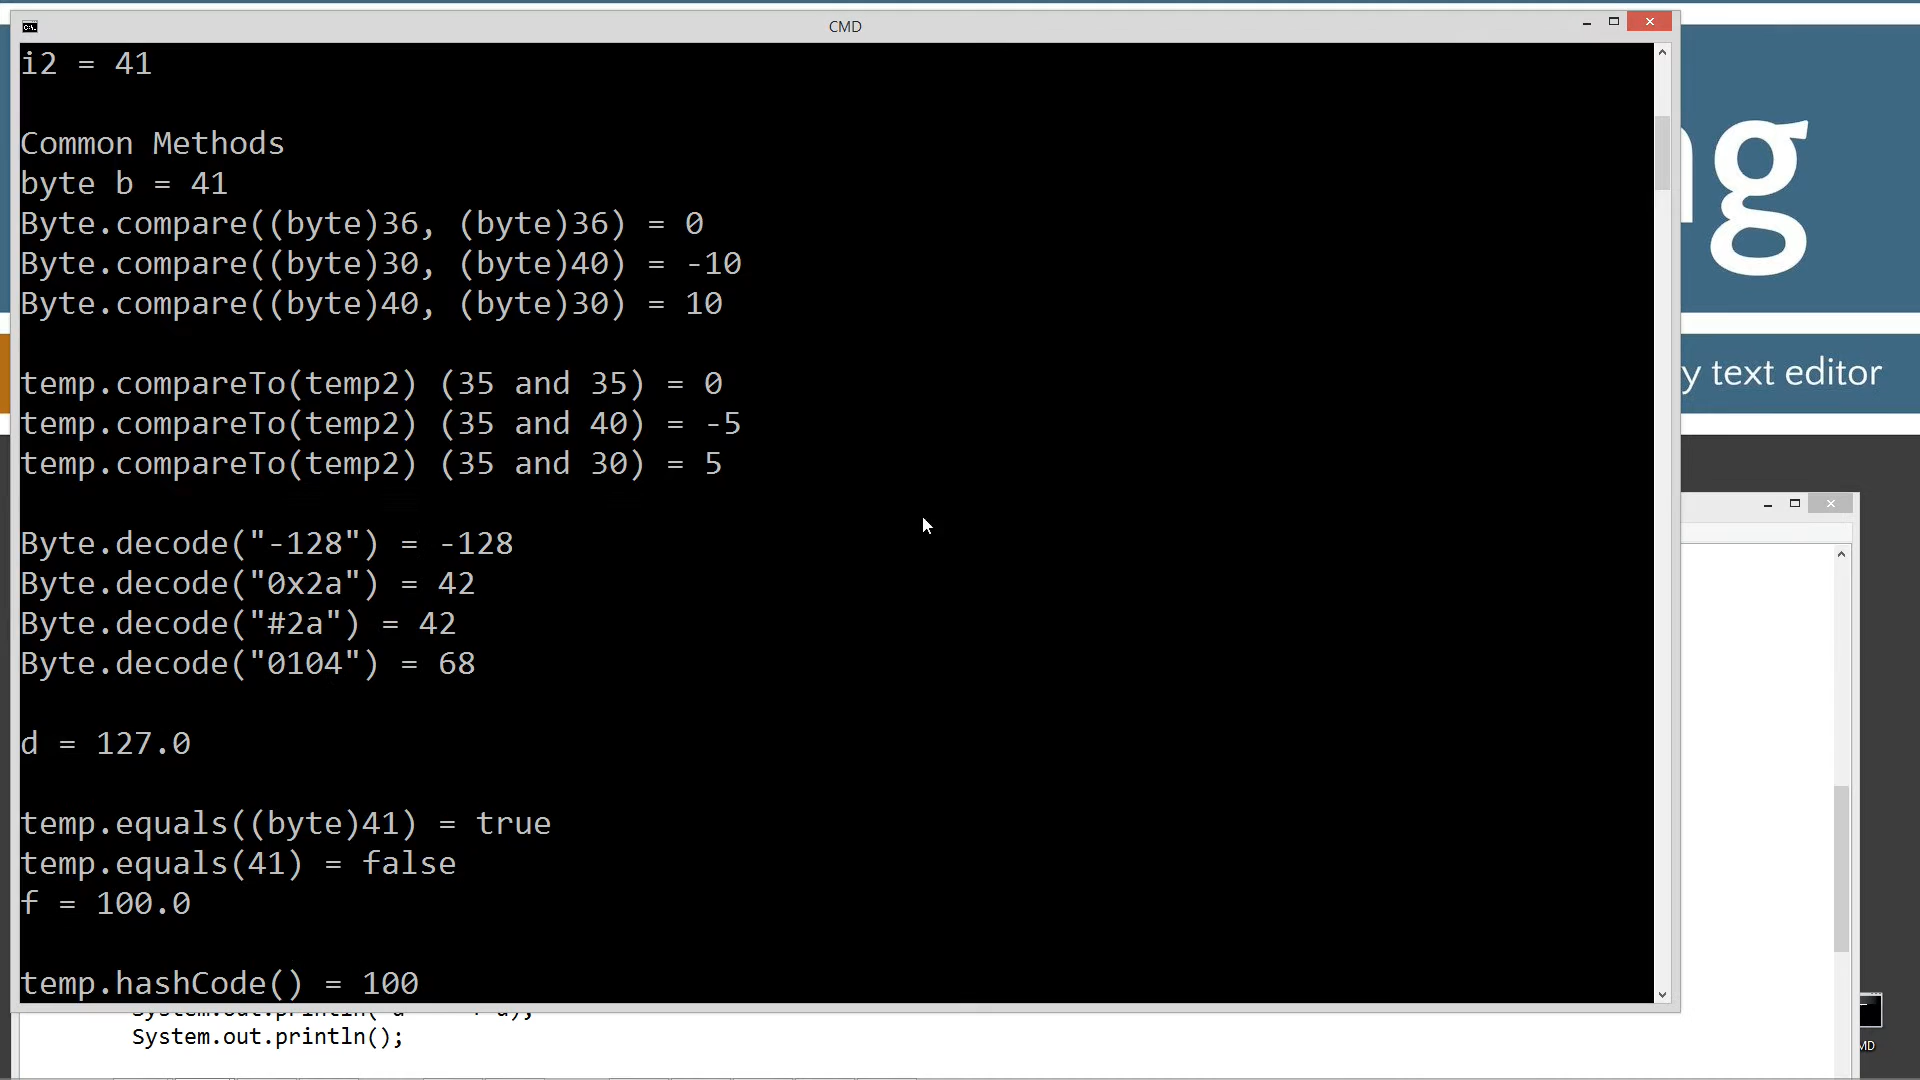 CMD
i2 = 41
Common Methods
byte b = 41
Byte.compare((byte)36, (byte)36) = 0
Byte.compare((byte)30, (byte)40) = -10
Byte.compare((byte)40, (byte)30) = 10
temp.compareTo(temp2) (35 and 35) = 0
temp.compareTo(temp2) (35 and 40) = -5
temp.compareTo(temp2) (35 and 30) = 5
Byte.decode("-128") = -128
Byte.decode("0x2a") = 42
Byte.decode("#2a") = 42
Byte.decode("0104") = 68
d = 127.0
temp.equals((byte)41) = true
temp.equals(41) = false
f = 100.0
temp.hashCode() = 100
System.out.println();
g
y text editor
MD